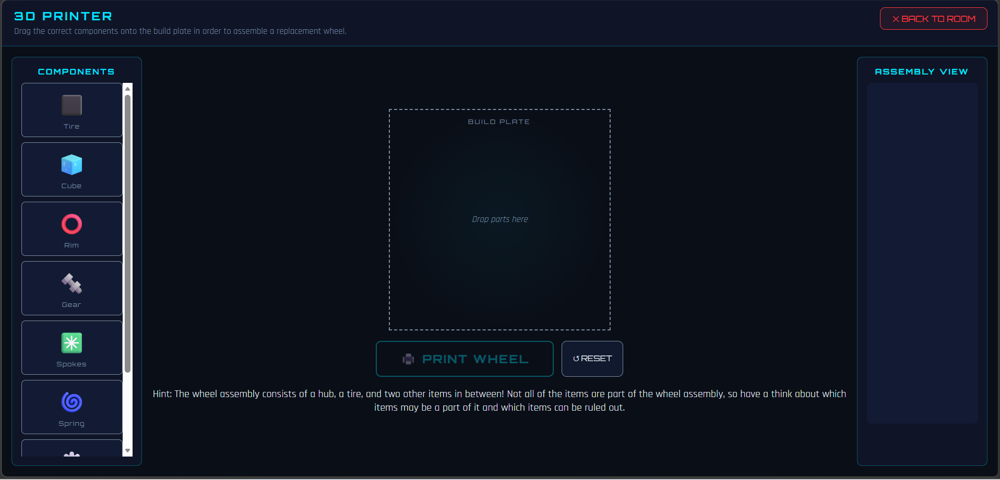 3D PRINTER
Drag the correct components onto the build plate in order to assemble a replacement wheel.
✕ BACK TO ROOM
COMPONENTS
Tire
Cube
Rim
Gear
Spokes
Spring
BUILD PLATE
Drop parts here
PRINT WHEEL
↺ RESET
Hint: The wheel assembly consists of a hub, a tire, and two other items in between! Not all of the items are part of the wheel assembly, so have a think about which
items may be a part of it and which items can be ruled out.
ASSEMBLY VIEW